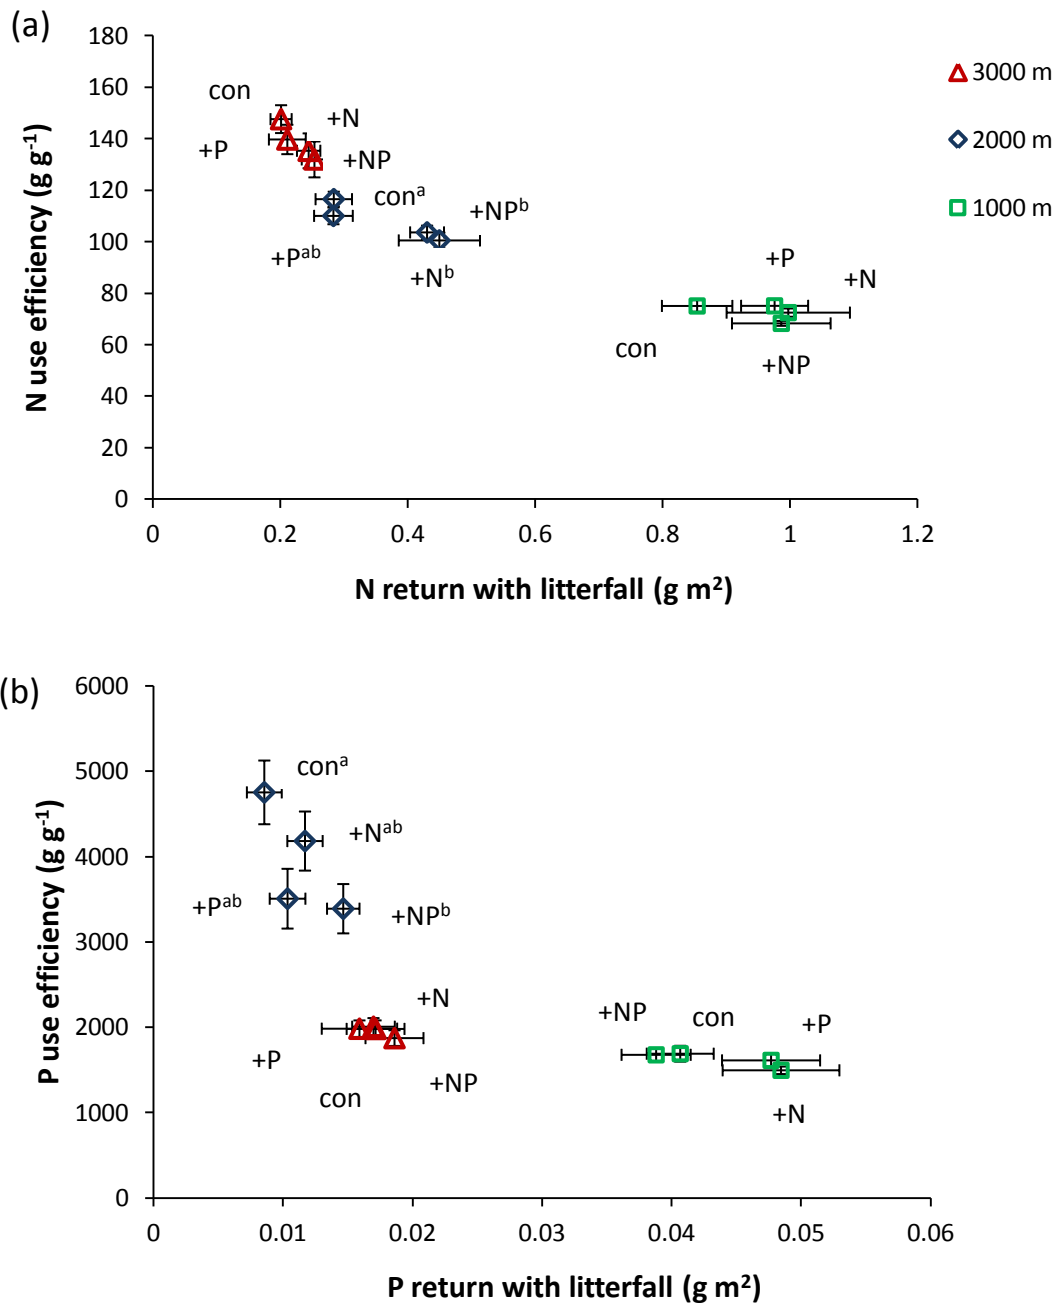 (a)
180
160
140
120
100
80
60
40
20
0
N use efficiency (g g⁻¹)
con
+N
+P
+NP
conᵃ
+NPᵇ
+Pᵃᵇ
+Nᵇ
+P
+N
con
+NP
3000 m
2000 m
1000 m
0 0.2 0.4 0.6 0.8 1 1.2
N return with litterfall (g m²)
(b)
6000
5000
4000
3000
2000
1000
0
P use efficiency (g g⁻¹)
conᵃ
+Nᵃᵇ
+Pᵃᵇ
+NPᵇ
+N
+P
con
+NP
+NP
con
+P
+N
0 0.01 0.02 0.03 0.04 0.05 0.06
P return with litterfall (g m²)